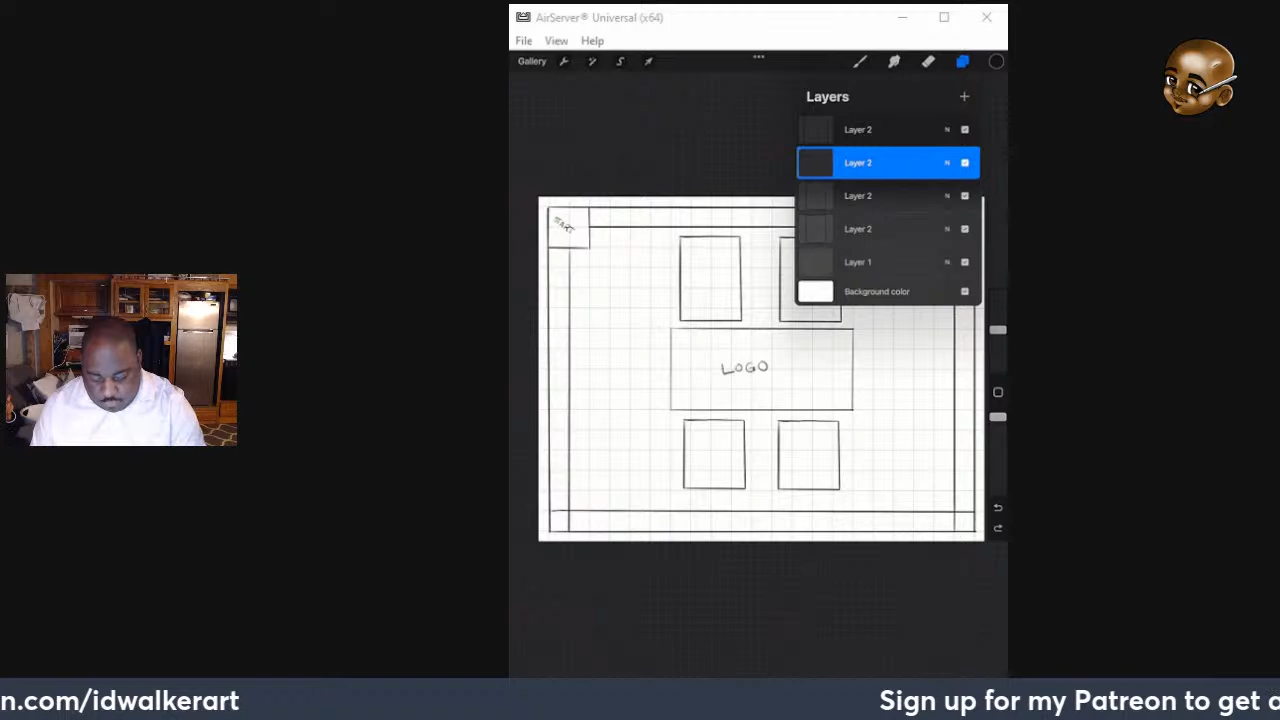 AirServer® Universal (x64)
File View Help
Gallery
Layers
Layer 2 N
Layer 2 N
Layer 2 N
Layer 2 N
Layer 1 N
Background color
START
LOGO
n.com/idwalkerart
Sign up for my Patreon to get